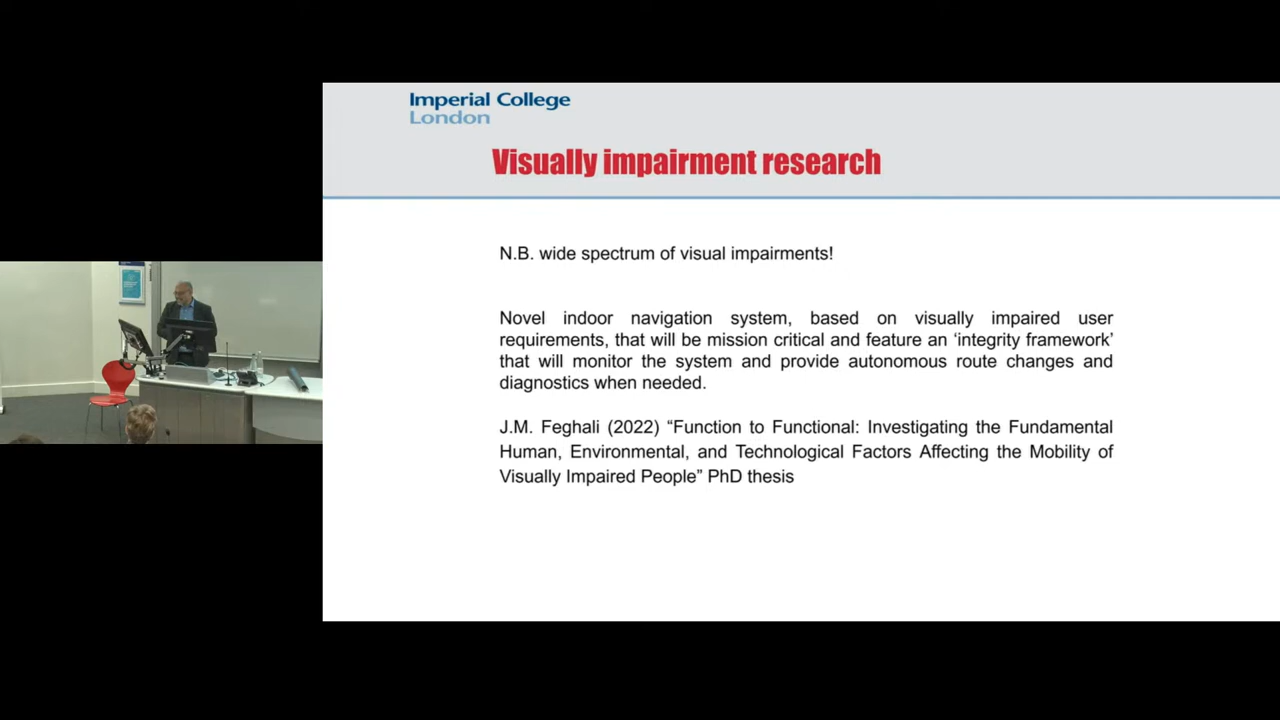 Imperial College
London
Visually impairment research
N.B. wide spectrum of visual impairments!
Novel indoor navigation system, based on visually impaired user
requirements, that will be mission critical and feature an ‘integrity framework’
that will monitor the system and provide autonomous route changes and
diagnostics when needed.
J.M. Feghali (2022) “Function to Functional: Investigating the Fundamental
Human, Environmental, and Technological Factors Affecting the Mobility of
Visually Impaired People” PhD thesis